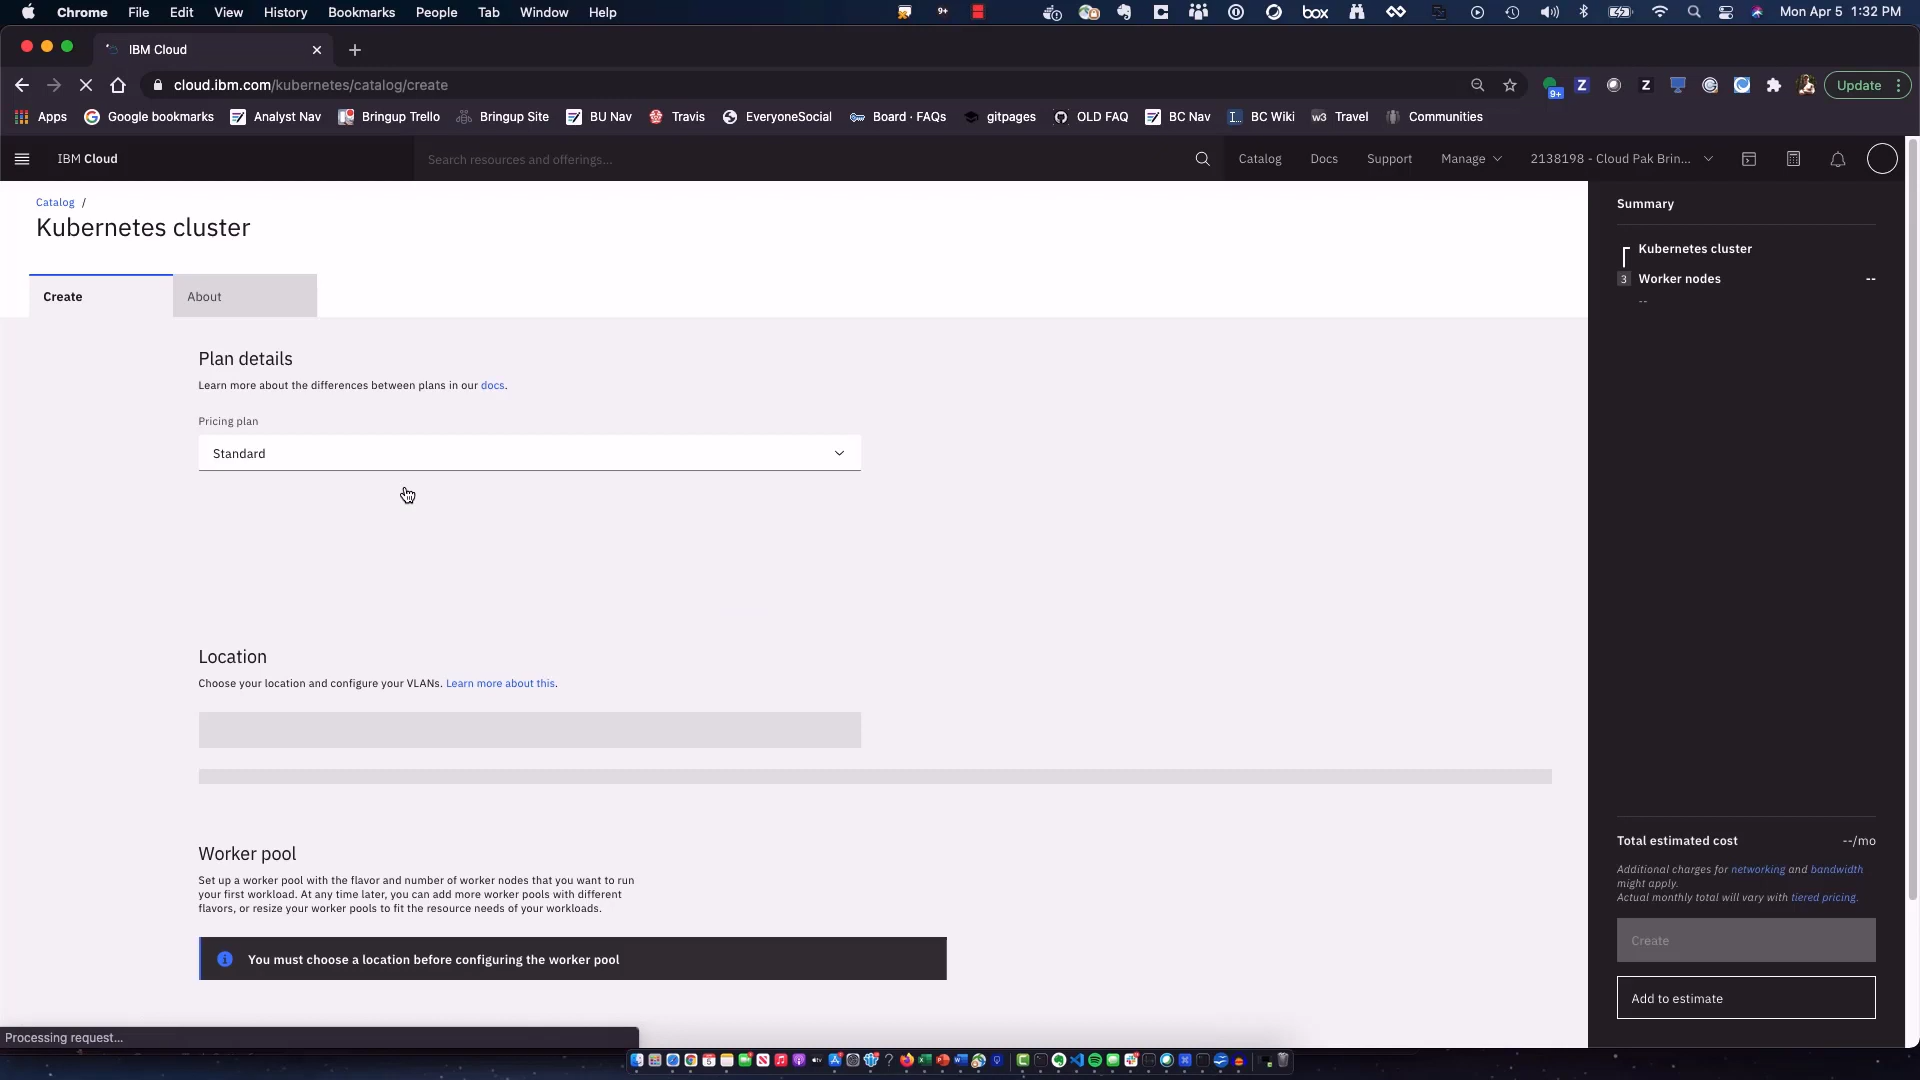 Chrome File Edit View History Bookmarks People Tab Window Help
9+
box
Mon Apr 5 1:32 PM
IBM Cloud
cloud.ibm.com/kubernetes/catalog/create
9+
Z
Z
Update
Apps Google bookmarks Analyst Nav Bringup Trello Bringup Site BU Nav Travis EveryoneSocial Board · FAQs gitpages OLD FAQ BC Nav BC Wiki w3 Travel Communities
IBM Cloud
Search resources and offerings...
Catalog Docs Support Manage 2138198 - Cloud Pak Brin...
Catalog /
Kubernetes cluster
Create
About
Plan details
Learn more about the differences between plans in our docs.
Pricing plan
Standard
Location
Choose your location and configure your VLANs. Learn more about this.
Worker pool
Set up a worker pool with the flavor and number of worker nodes that you want to run
your first workload. At any time later, you can add more worker pools with different
flavors, or resize your worker pools to fit the resource needs of your workloads.
You must choose a location before configuring the worker pool
Summary
Kubernetes cluster
3 Worker nodes --
--
Total estimated cost --/mo
Additional charges for networking and bandwidth
might apply.
Actual monthly total will vary with tiered pricing.
Create
Add to estimate
Processing request...